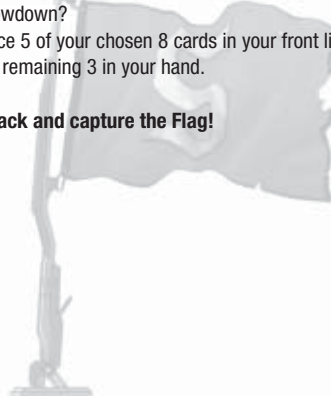 wdown?
ce 5 of your chosen 8 cards in your front li
remaining 3 in your hand.
ack and capture the Flag!